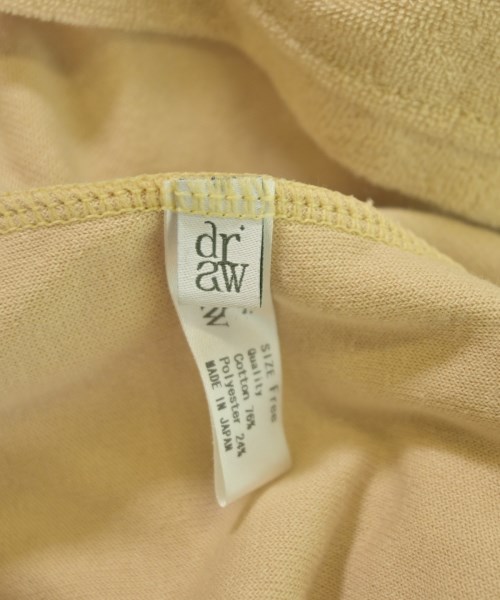 dr
aw
SIZE Free
Quality
Cotton 76%
Polyester 24%
MADE IN JAPAN